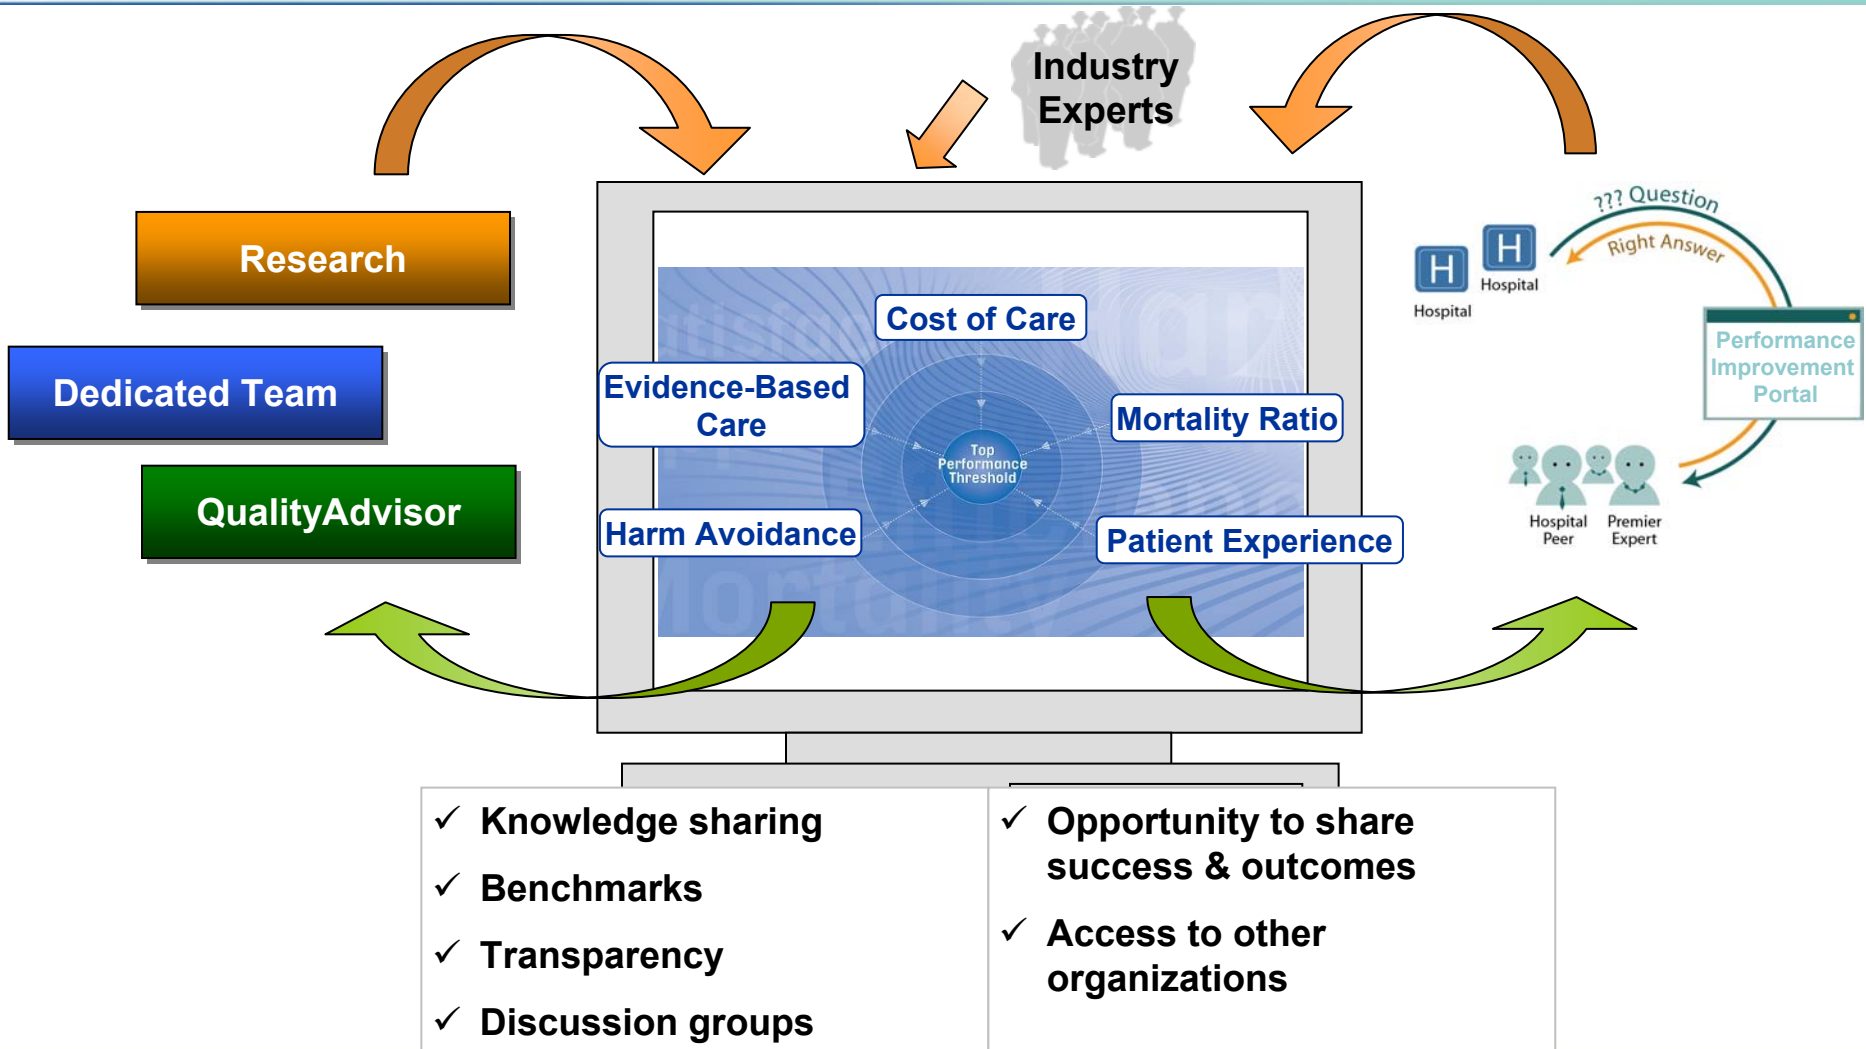 Industry
Experts
Research
Dedicated Team
QualityAdvisor
Cost of Care
Evidence-Based
Care
Mortality Ratio
Top
Performance
Threshold
Harm Avoidance
Patient Experience
Mortality
??? Question
Right Answer
H
Hospital
H
Hospital
Performance
Improvement
Portal
Hospital
Peer
Premier
Expert
✓ Knowledge sharing
✓ Benchmarks
✓ Transparency
✓ Discussion groups
✓ Opportunity to share
success & outcomes
✓ Access to other
organizations